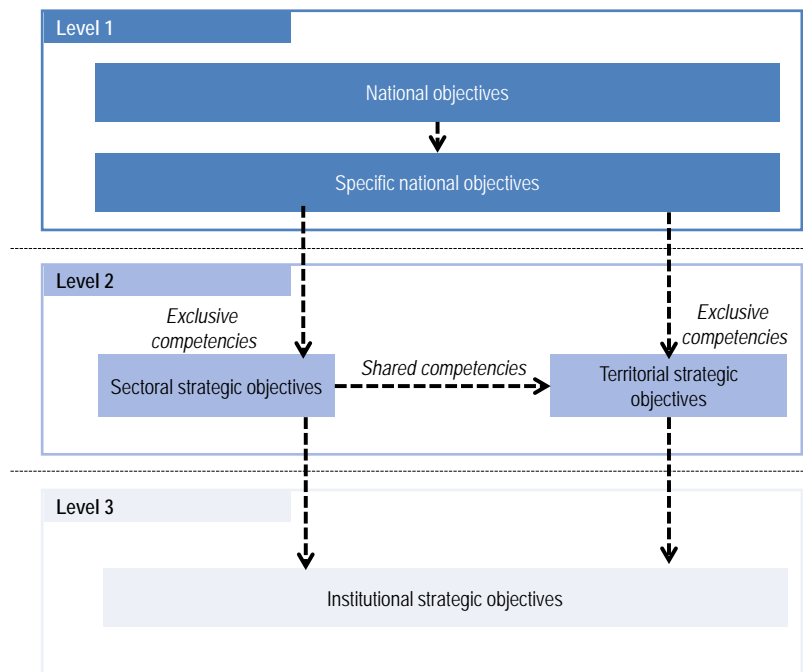 Level 1
National objectives
Specific national objectives
Level 2
Exclusive
competencies
Exclusive
competencies
Shared competencies
Sectoral strategic objectives
Territorial strategic
objectives
Level 3
Institutional strategic objectives